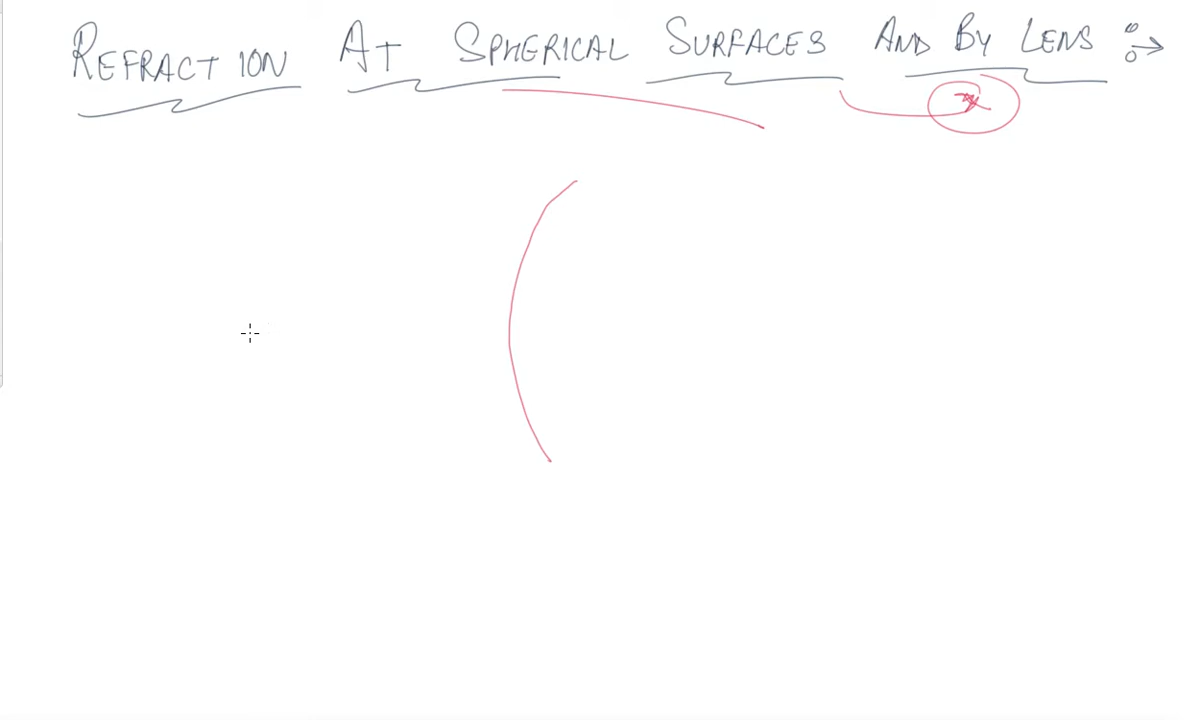 REFRACTION AT SPHERICAL SURFACES AND BY LENS :→